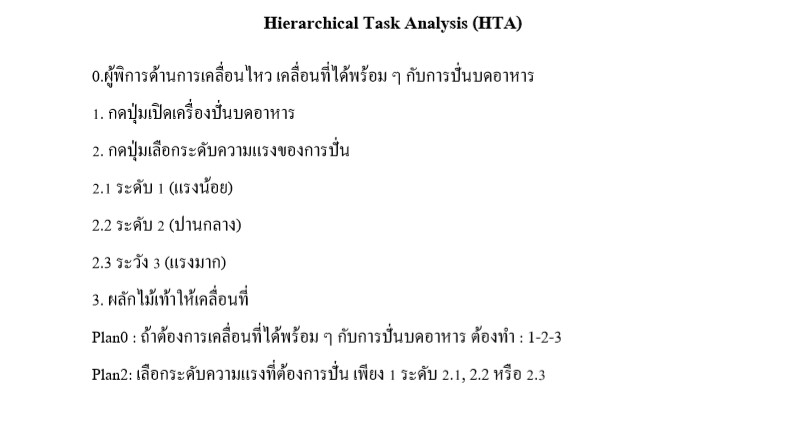 Hierarchical Task Analysis (HTA)
0.ผู้พิการด้านการเคลื่อนไหว เคลื่อนที่ได้พร้อม ๆ กับการปั่นบดอาหาร
1. กดปุ่มเปิดเครื่องปั่นบดอาหาร
2. กดปุ่มเลือกระดับความแรงของการปั่น
2.1 ระดับ 1 (แรงน้อย)
2.2 ระดับ 2 (ปานกลาง)
2.3 ระวัง 3 (แรงมาก)
3. ผลักไม้เท้าให้เคลื่อนที่
Plan0 : ถ้าต้องการเคลื่อนที่ได้พร้อม ๆ กับการปั่นบดอาหาร ต้องทำ : 1-2-3
Plan2: เลือกระดับความแรงที่ต้องการปั่น เพียง 1 ระดับ 2.1, 2.2 หรือ 2.3